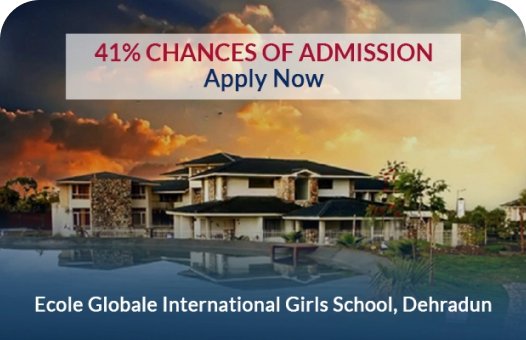 41% CHANCES OF ADMISSION
Apply Now
Ecole Globale International Girls School, Dehradun